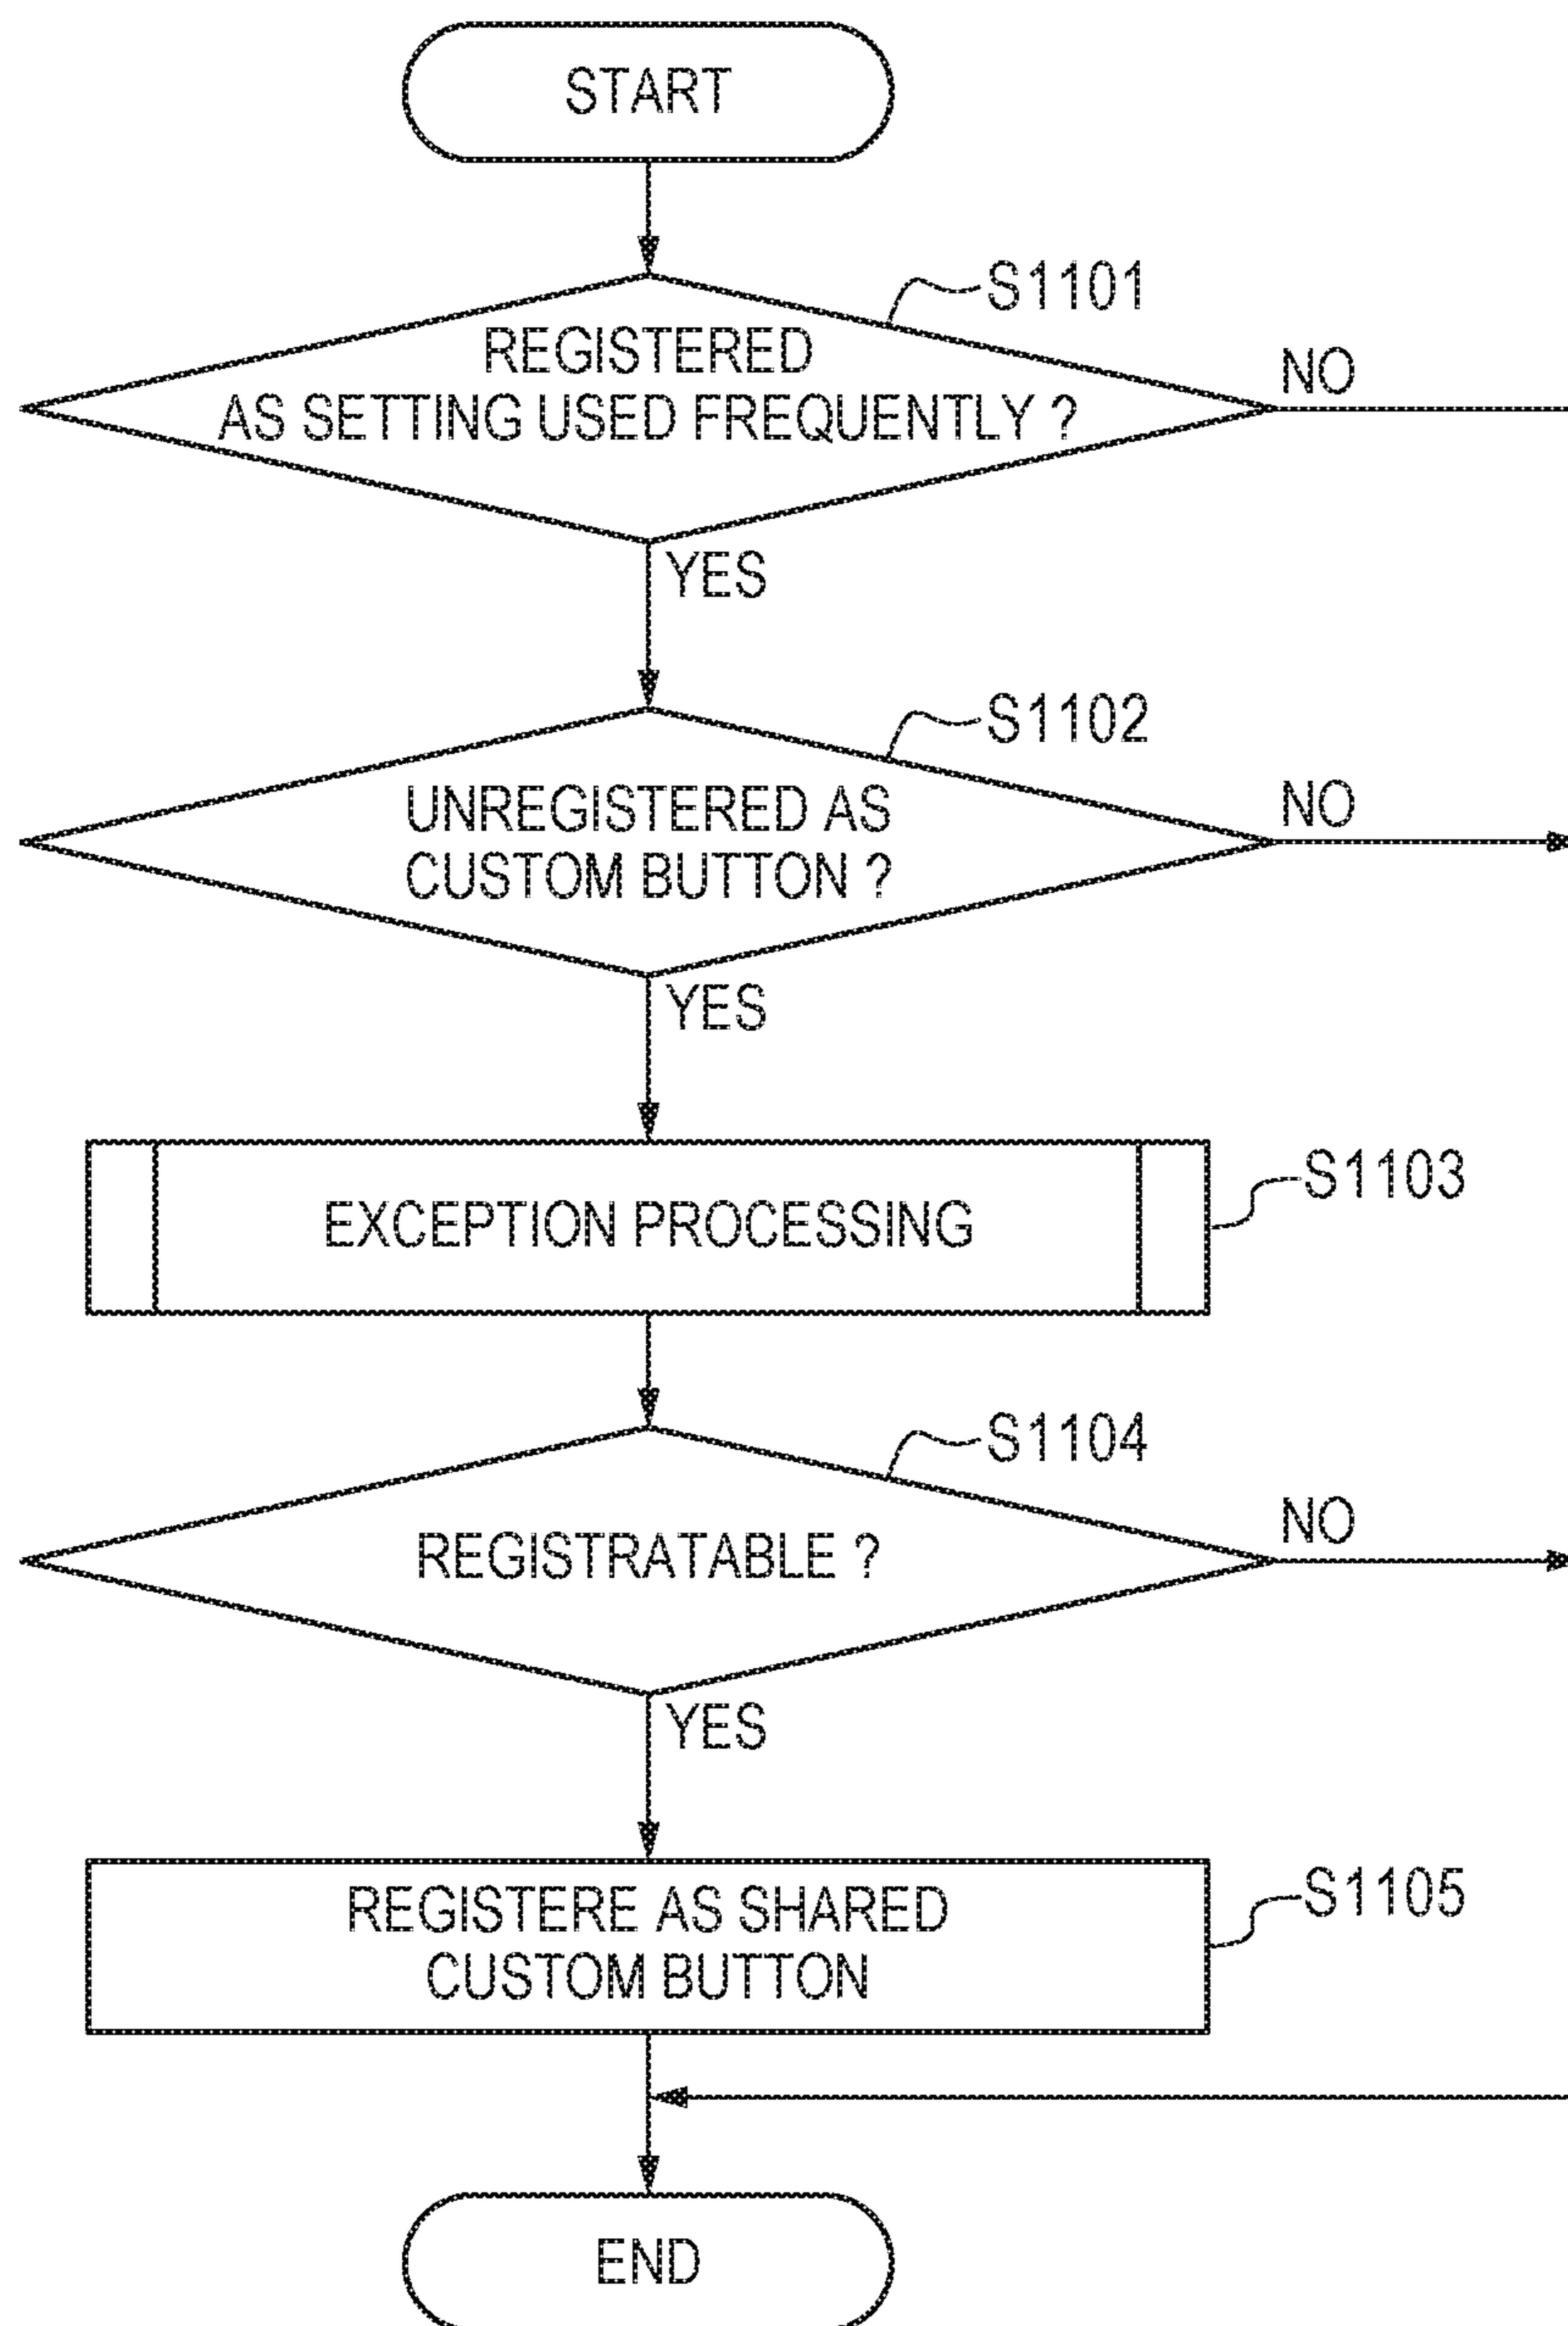 START
S1101
REGISTERED
AS SETTING USED FREQUENTLY ?
NO
YES
S1102
UNREGISTERED AS
CUSTOM BUTTON ?
NO
YES
EXCEPTION PROCESSING
S1103
S1104
REGISTRATABLE ?
NO
YES
REGISTERE AS SHARED
CUSTOM BUTTON
S1105
END